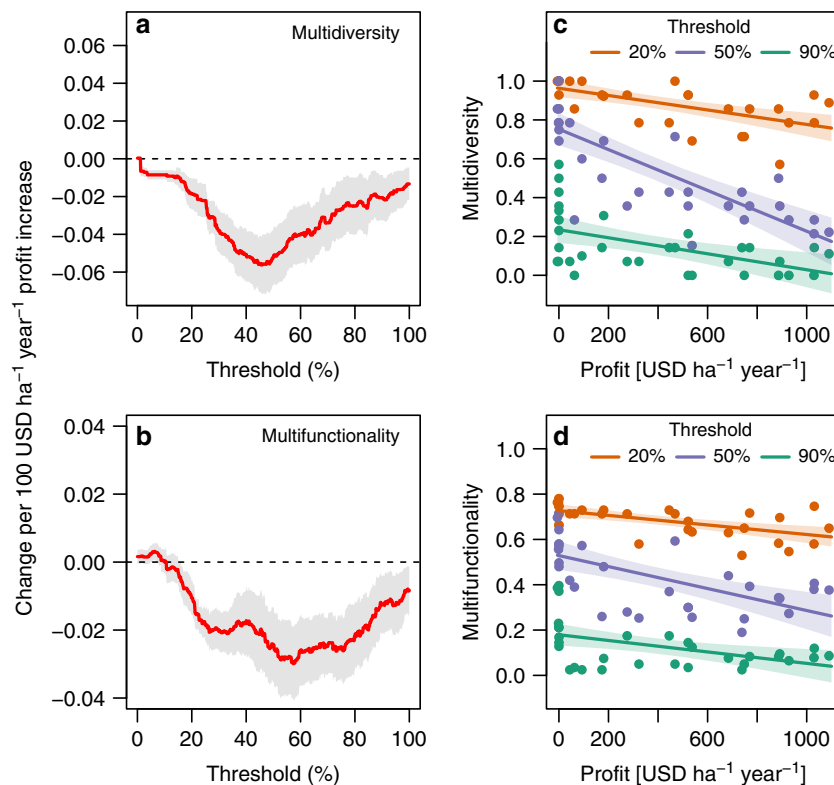 Change per 100 USD ha⁻¹ year⁻¹ profit increase
a
Multidiversity
0.06
0.04
0.02
0.00
−0.02
−0.04
−0.06
0 20 40 60 80 100
Threshold (%)
c
Threshold
20% 50% 90%
Multidiversity
1.0
0.8
0.6
0.4
0.2
0.0
0 200 600 1000
Profit [USD ha⁻¹ year⁻¹]
b
Multifunctionality
0.04
0.02
0.00
−0.02
−0.04
0 20 40 60 80 100
Threshold (%)
d
Threshold
20% 50% 90%
Multifunctionality
1.0
0.8
0.6
0.4
0.2
0.0
0 200 600 1000
Profit [USD ha⁻¹ year⁻¹]